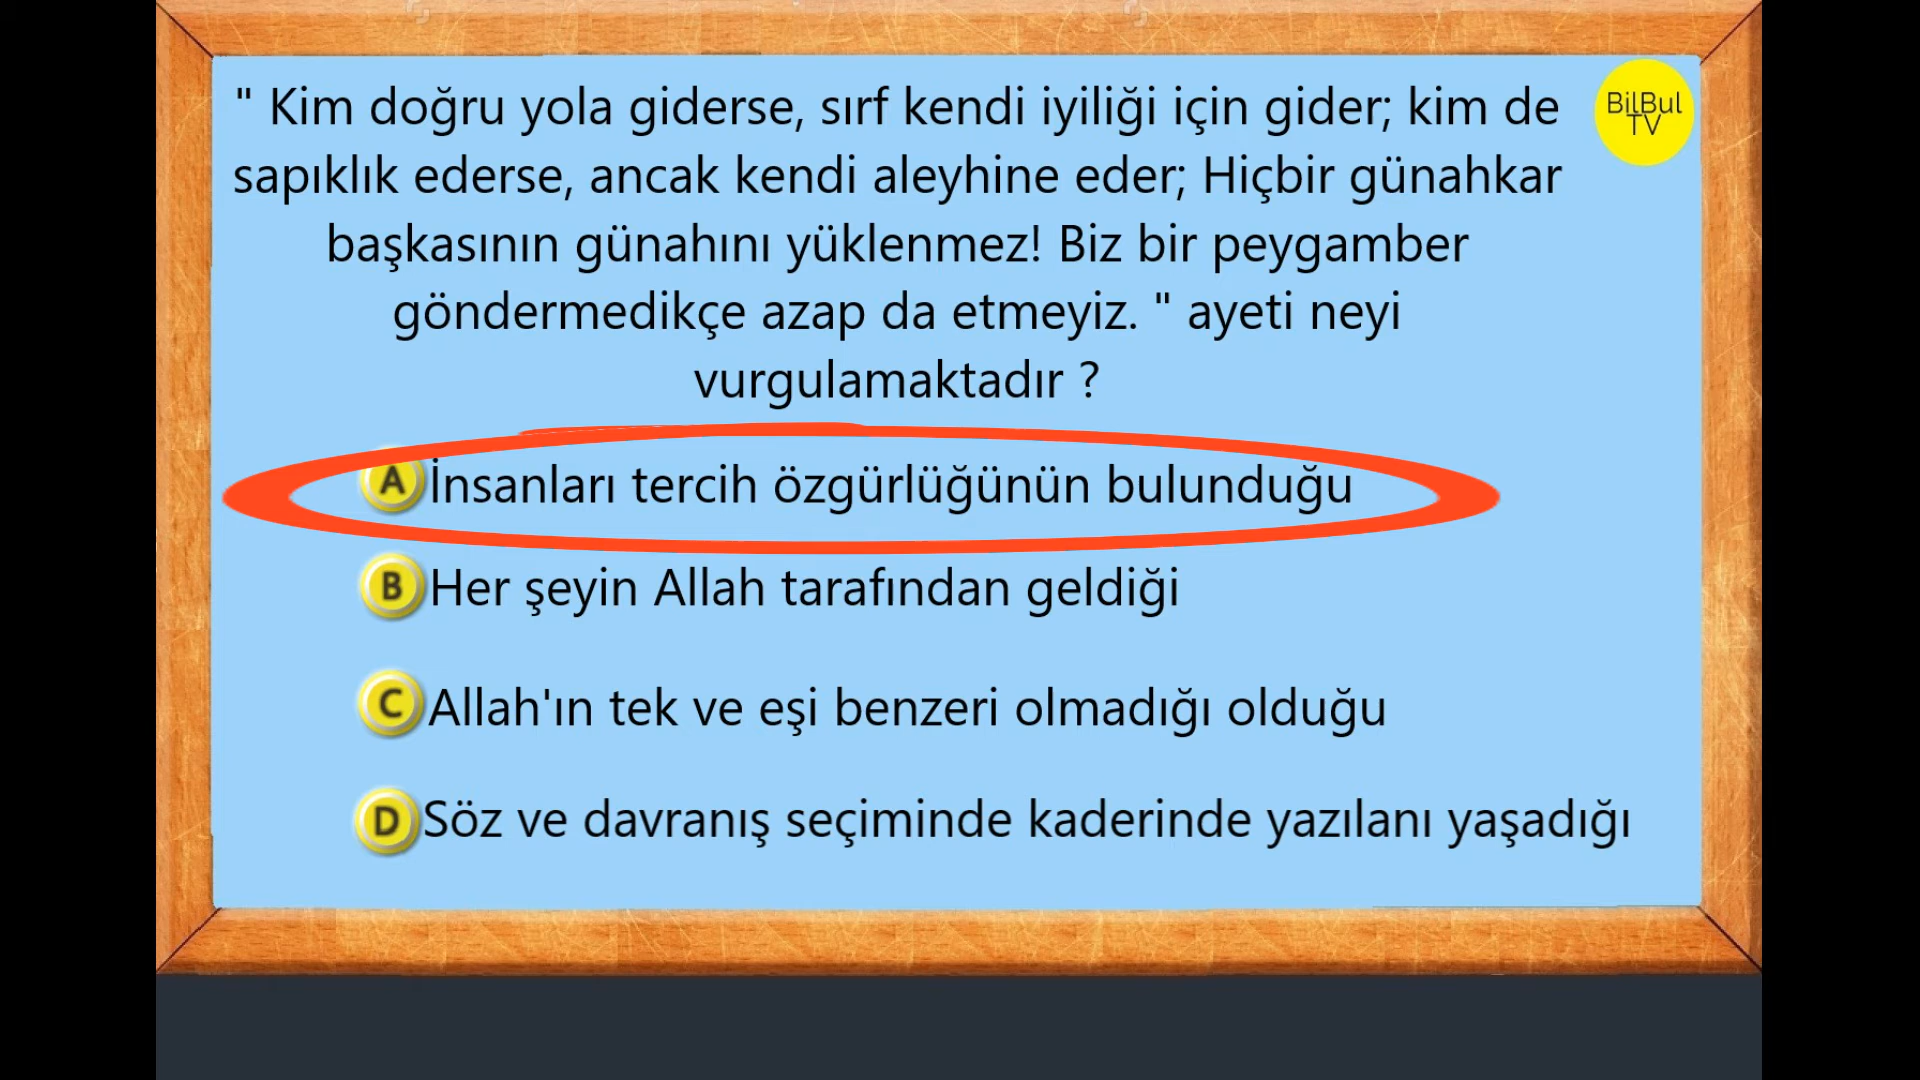 " Kim doğru yola giderse, sırf kendi iyiliği için gider; kim de
sapıklık ederse, ancak kendi aleyhine eder; Hiçbir günahkar
başkasının günahını yüklenmez! Biz bir peygamber
göndermedikçe azap da etmeyiz. " ayeti neyi
vurgulamaktadır ?
BilBul
TV
A İnsanları tercih özgürlüğünün bulunduğu
B Her şeyin Allah tarafından geldiği
C Allah'ın tek ve eşi benzeri olmadığı olduğu
D Söz ve davranış seçiminde kaderinde yazılanı yaşadığı